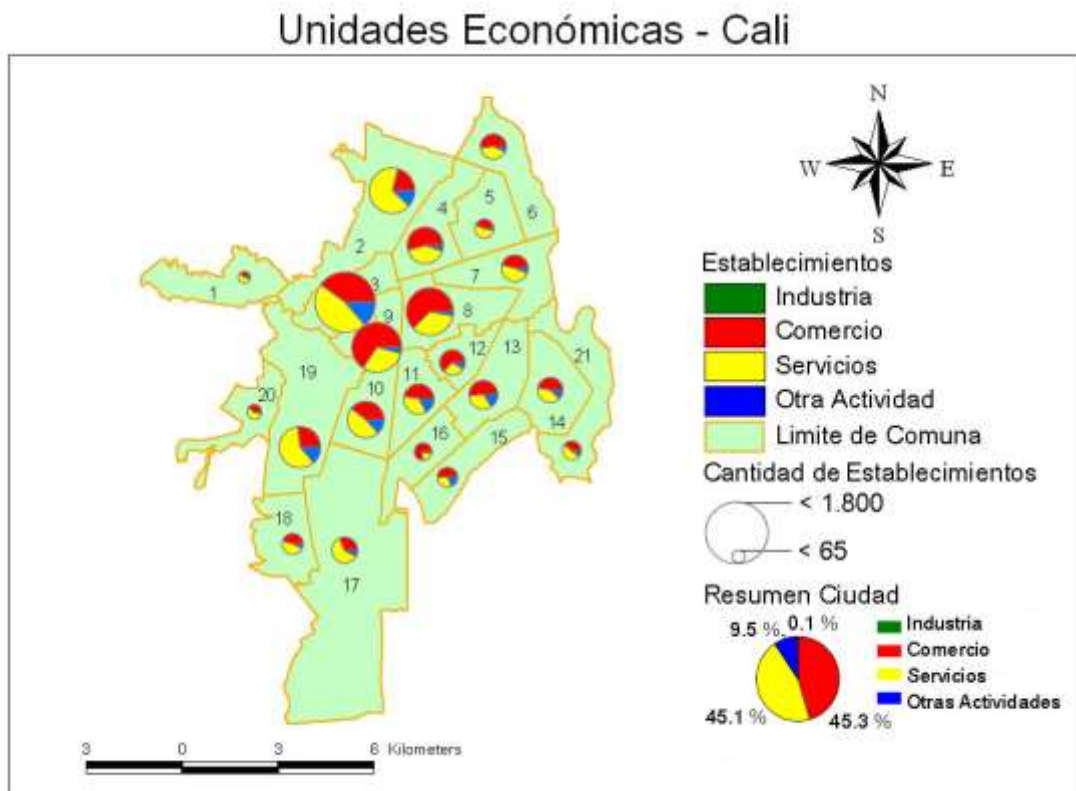 Unidades Económicas - Cali
N
W
E
S
1
2
3
4
5
6
7
8
9
10
11
12
13
14
15
16
17
18
19
20
21
Establecimientos
Industria
Comercio
Servicios
Otra Actividad
Limite de Comuna
Cantidad de Establecimientos
< 1.800
< 65
Resumen Ciudad
9.5 %
0.1 %
45.1 %
45.3 %
Industria
Comercio
Servicios
Otras Actividades
3 0 3 6 Kilometers